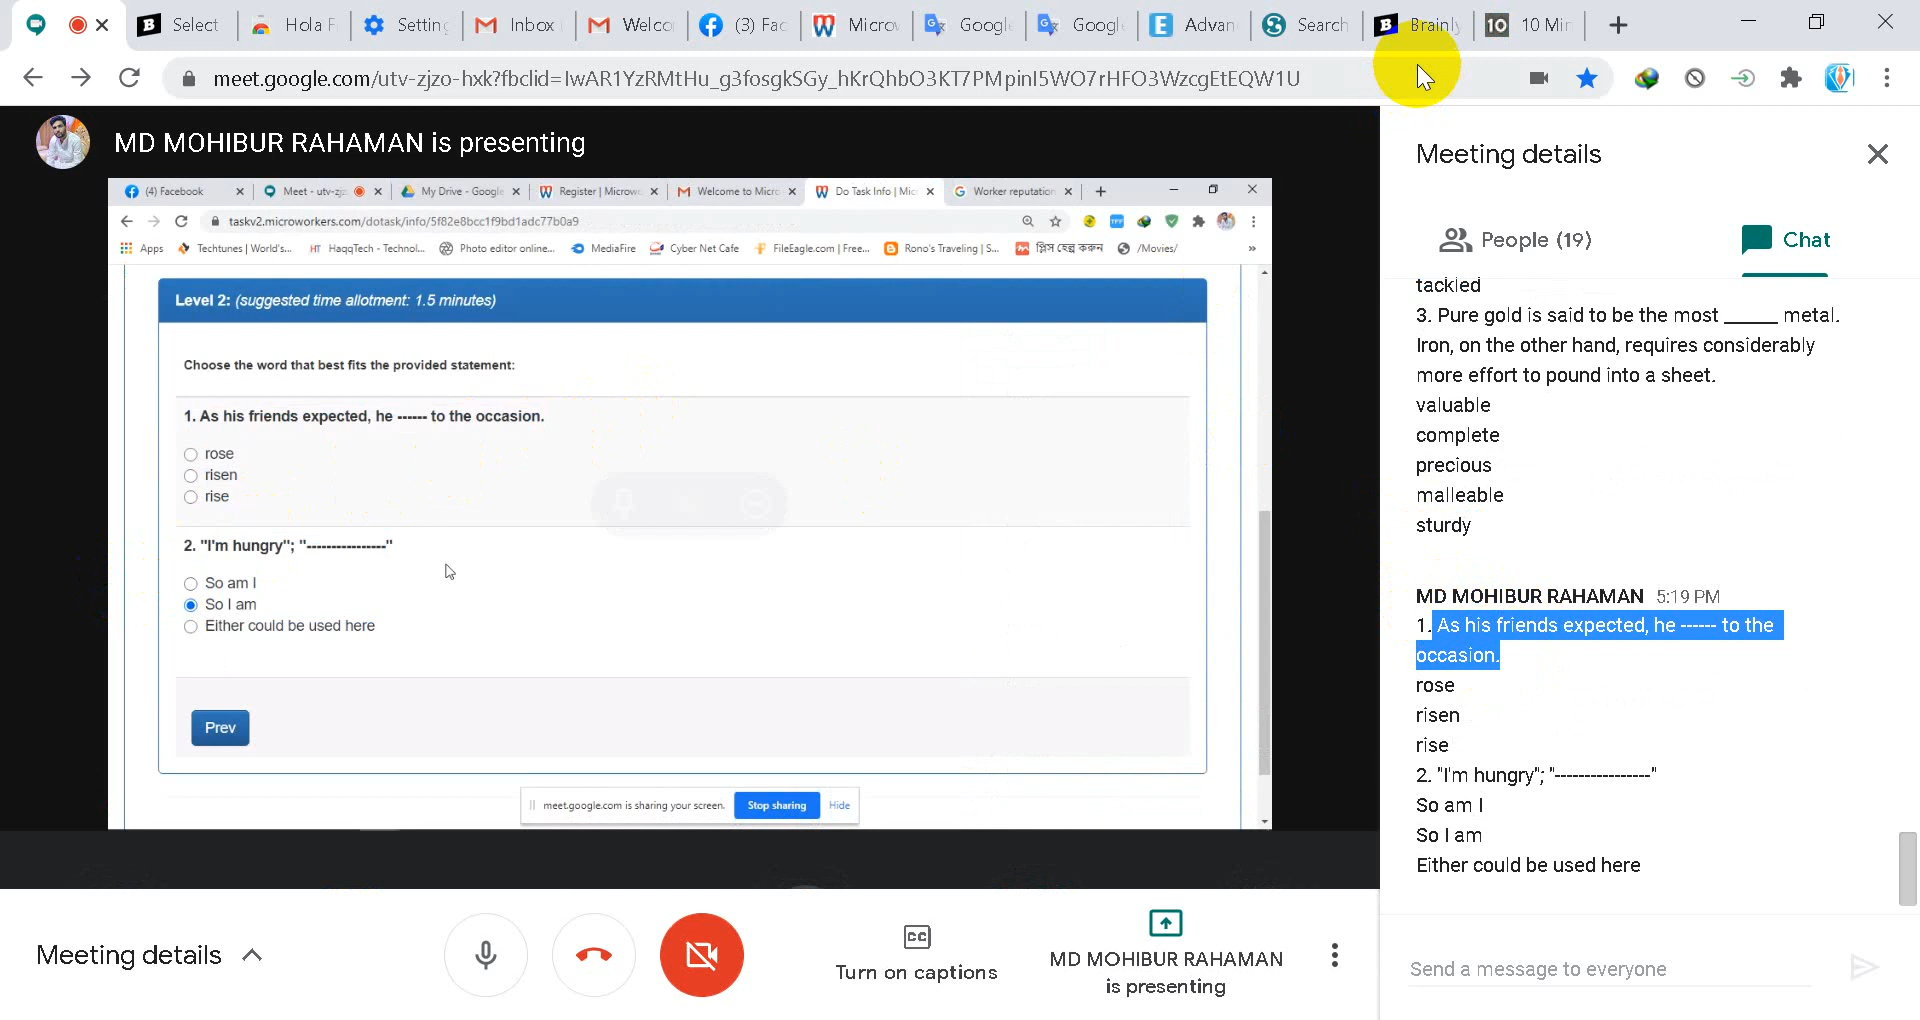 Select
Hola F
Setting
Inbox
Welco
(3) Fac
Microw
Google
Google
Advan
Search
Brainly
10 Min
meet.google.com/utv-zjzo-hxk?fbclid=IwAR1YzRMtHu_g3fosgkSGy_hKrQhbO3KT7PMpinI5WO7rHFO3WzcgEtEQW1U
MD MOHIBUR RAHAMAN is presenting
(4) Facebook
Meet - utv-zjz
My Drive - Google
Register | Microwo
Welcome to Micro
Do Task Info | Mic
Worker reputation
taskv2.microworkers.com/dotask/info/5f82e8bcc1f9bd1adc77b0a9
Apps
Techtunes | World's...
HT HaqqTech - Technol...
Photo editor online...
MediaFire
Cyber Net Cafe
FileEagle.com | Free...
Rono's Traveling | S...
প্লিস হেল্প করুন
/Movies/
»
Level 2: (suggested time allotment: 1.5 minutes)
Choose the word that best fits the provided statement:
1. As his friends expected, he ------ to the occasion.
rose
risen
rise
2. "I'm hungry"; "----------------"
So am I
So I am
Either could be used here
Prev
meet.google.com is sharing your screen.
Stop sharing
Hide
Meeting details
People (19)
Chat
tackled
3. Pure gold is said to be the most ______ metal.
Iron, on the other hand, requires considerably
more effort to pound into a sheet.
valuable
complete
precious
malleable
sturdy
MD MOHIBUR RAHAMAN 5:19 PM
1. As his friends expected, he ------ to the
occasion.
rose
risen
rise
2. "I'm hungry"; "----------------"
So am I
So I am
Either could be used here
Send a message to everyone
Meeting details
Turn on captions
MD MOHIBUR RAHAMAN
is presenting